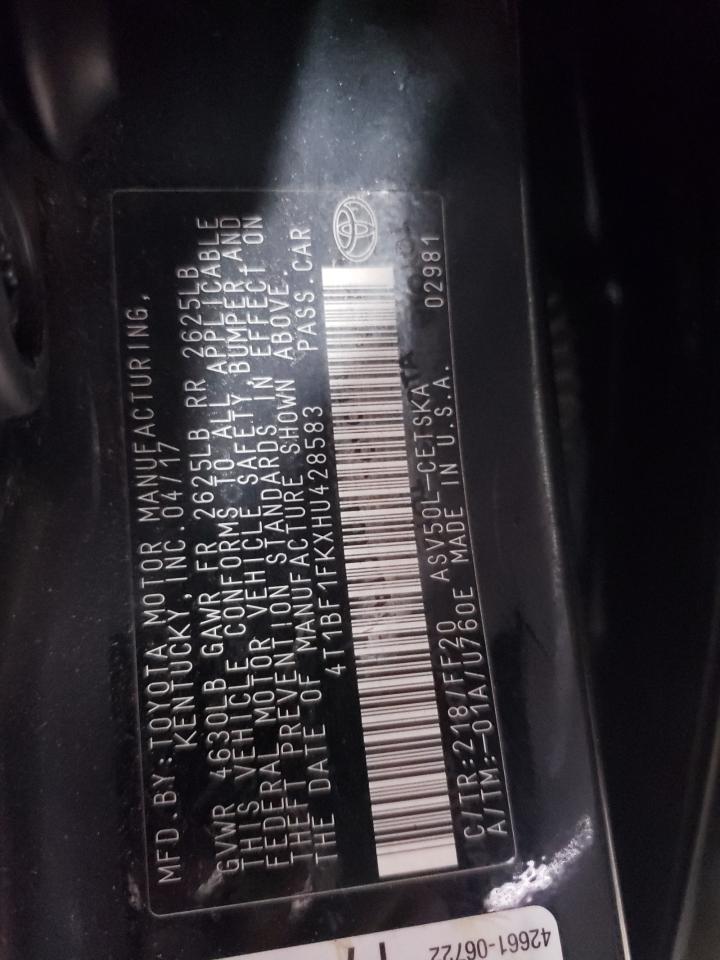 MFD.BY:TOYOTA MOTOR MANUFACTURING,
KENTUCKY, INC.04/17
GVWR 4630LB GAWR FR 2625LB RR 2625LB
THIS VEHICLE CONFORMS TO ALL APPLICABLE
FEDERAL MOTOR VEHICLE SAFETY, BUMPER,AND
THEFT PREVENTION STANDARDS IN EFFECT ON
THE DATE OF MANUFACTURE SHOWN ABOVE.
4T1BF1FKXHU428583 PASS CAR
C/TR:218/FF20 ASV50L-CETSKA 02981
A/TM:-01A/U760E MADE IN U.S.A.
42661-06722